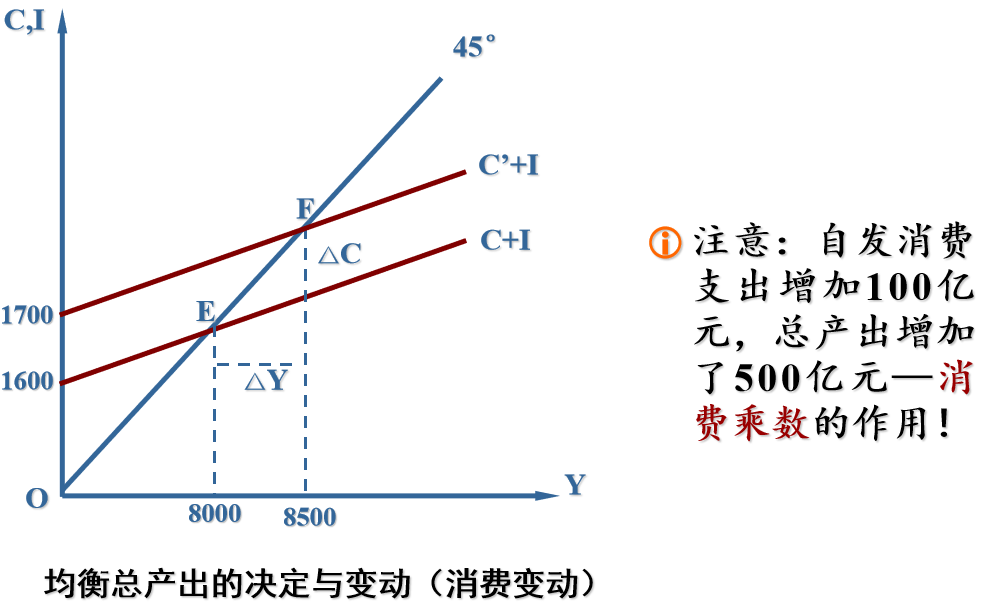 C,I
45°
C’+I
F
C+I
△C
1700
E
1600
△Y
O
Y
8000
8500
注意：自发消费
支出增加100亿
元，总产出增加
了500亿元—消
费乘数的作用！
均衡总产出的决定与变动（消费变动）